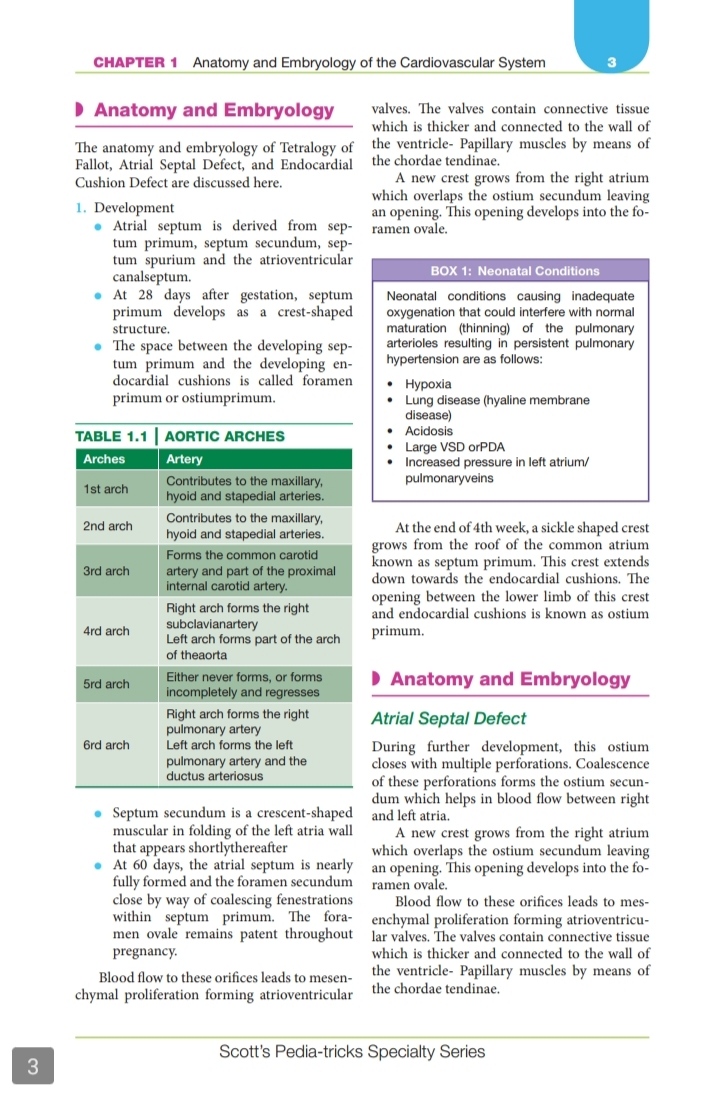 CHAPTER 1 Anatomy and Embryology of the Cardiovascular System 3
Anatomy and Embryology
The anatomy and embryology of Tetralogy of
Fallot, Atrial Septal Defect, and Endocardial
Cushion Defect are discussed here.
1. Development
• Atrial septum is derived from sep-
tum primum, septum secundum, sep-
tum spurium and the atrioventricular
canalseptum.
• At 28 days after gestation, septum
primum develops as a crest-shaped
structure.
• The space between the developing sep-
tum primum and the developing en-
docardial cushions is called foramen
primum or ostiumprimum.
TABLE 1.1 | AORTIC ARCHES
Arches Artery
1st arch Contributes to the maxillary,
hyoid and stapedial arteries.
2nd arch Contributes to the maxillary,
hyoid and stapedial arteries.
3rd arch Forms the common carotid
artery and part of the proximal
internal carotid artery.
4rd arch Right arch forms the right
subclavianartery
Left arch forms part of the arch
of theaorta
5rd arch Either never forms, or forms
incompletely and regresses
6rd arch Right arch forms the right
pulmonary artery
Left arch forms the left
pulmonary artery and the
ductus arteriosus
• Septum secundum is a crescent-shaped
muscular in folding of the left atria wall
that appears shortlythereafter
• At 60 days, the atrial septum is nearly
fully formed and the foramen secundum
close by way of coalescing fenestrations
within septum primum. The fora-
men ovale remains patent throughout
pregnancy.
Blood flow to these orifices leads to mesen-
chymal proliferation forming atrioventricular
valves. The valves contain connective tissue
which is thicker and connected to the wall of
the ventricle- Papillary muscles by means of
the chordae tendinae.
A new crest grows from the right atrium
which overlaps the ostium secundum leaving
an opening. This opening develops into the fo-
ramen ovale.
BOX 1: Neonatal Conditions
Neonatal conditions causing inadequate
oxygenation that could interfere with normal
maturation (thinning) of the pulmonary
arterioles resulting in persistent pulmonary
hypertension are as follows:
• Hypoxia
• Lung disease (hyaline membrane
disease)
• Acidosis
• Large VSD orPDA
• Increased pressure in left atrium/
pulmonaryveins
At the end of 4th week, a sickle shaped crest
grows from the roof of the common atrium
known as septum primum. This crest extends
down towards the endocardial cushions. The
opening between the lower limb of this crest
and endocardial cushions is known as ostium
primum.
Anatomy and Embryology
Atrial Septal Defect
During further development, this ostium
closes with multiple perforations. Coalescence
of these perforations forms the ostium secun-
dum which helps in blood flow between right
and left atria.
A new crest grows from the right atrium
which overlaps the ostium secundum leaving
an opening. This opening develops into the fo-
ramen ovale.
Blood flow to these orifices leads to mes-
enchymal proliferation forming atrioventricu-
lar valves. The valves contain connective tissue
which is thicker and connected to the wall of
the ventricle- Papillary muscles by means of
the chordae tendinae.
Scott's Pedia-tricks Specialty Series
3